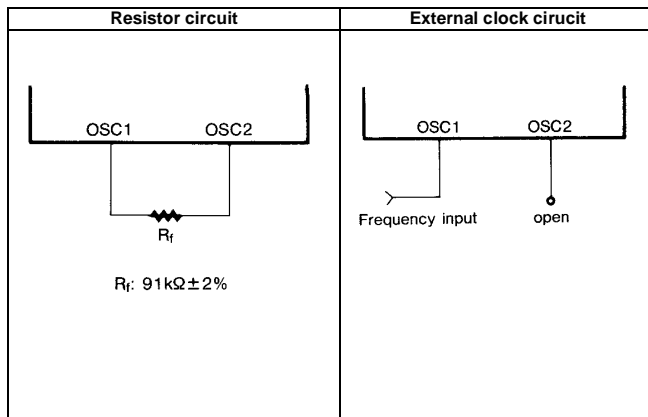 Resistor circuit
External clock cirucit
OSC1 OSC2
Rf
Rf: 91kΩ±2%
OSC1 OSC2
Frequency input open